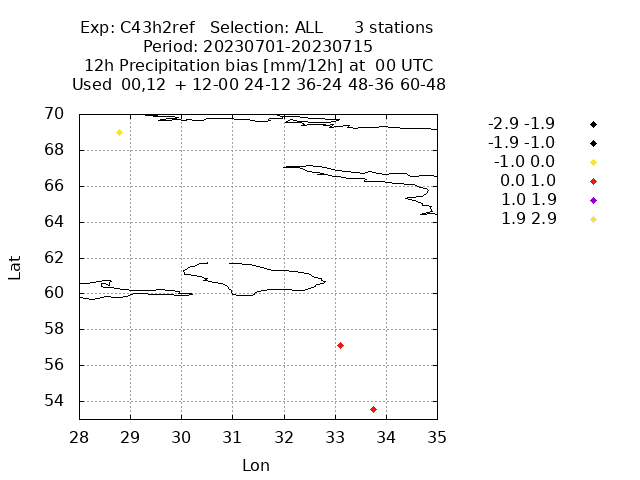 Exp: C43h2ref   Selection: ALL      3 stations
Period: 20230701-20230715
12h Precipitation bias [mm/12h] at  00 UTC
Used  00,12  + 12-00 24-12 36-24 48-36 60-48
-2.9 -1.9
-1.9 -1.0
-1.0 0.0
0.0 1.0
1.0 1.9
1.9 2.9
70
68
66
64
62
60
58
56
54
Lat
28 29 30 31 32 33 34 35
Lon